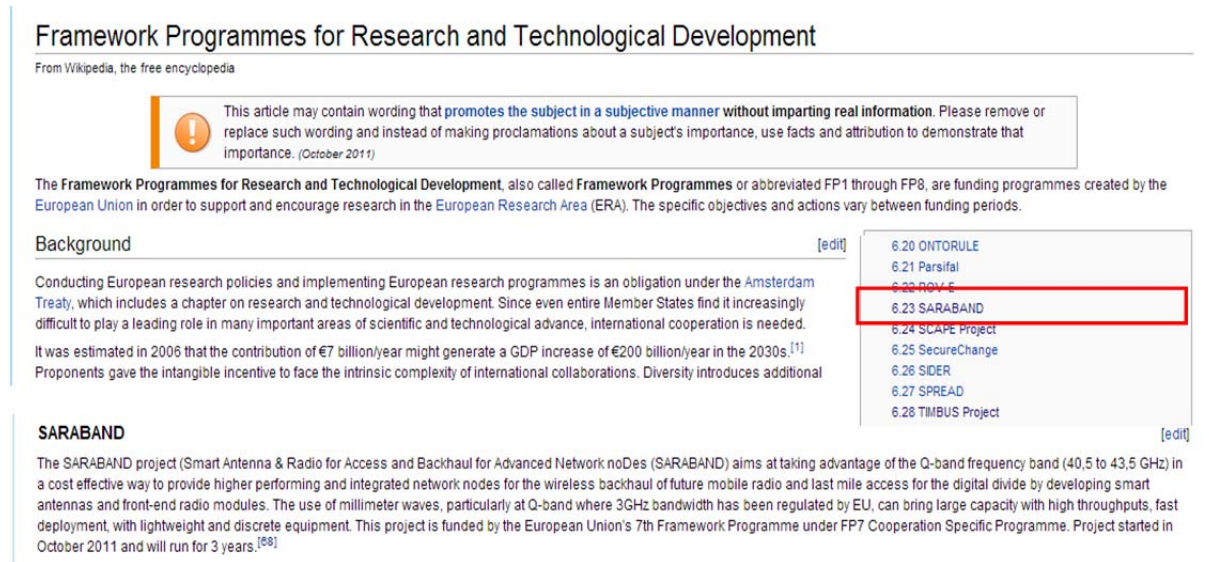 Framework Programmes for Research and Technological Development
From Wikipedia, the free encyclopedia
This article may contain wording that promotes the subject in a subjective manner without imparting real information. Please remove or
replace such wording and instead of making proclamations about a subject's importance, use facts and attribution to demonstrate that
importance. (October 2011)
The Framework Programmes for Research and Technological Development, also called Framework Programmes or abbreviated FP1 through FP8, are funding programmes created by the
European Union in order to support and encourage research in the European Research Area (ERA). The specific objectives and actions vary between funding periods.
Background [edit]
Conducting European research policies and implementing European research programmes is an obligation under the Amsterdam
Treaty, which includes a chapter on research and technological development. Since even entire Member States find it increasingly
difficult to play a leading role in many important areas of scientific and technological advance, international cooperation is needed.
It was estimated in 2006 that the contribution of €7 billion/year might generate a GDP increase of €200 billion/year in the 2030s.[1]
Proponents gave the intangible incentive to face the intrinsic complexity of international collaborations. Diversity introduces additional
6.20 ONTORULE
6.21 Parsifal
6.22 ROV-E
6.23 SARABAND
6.24 SCAPE Project
6.25 SecureChange
6.26 SIDER
6.27 SPREAD
6.28 TIMBUS Project
SARABAND [edit]
The SARABAND project (Smart Antenna & Radio for Access and Backhaul for Advanced Network noDes (SARABAND) aims at taking advantage of the Q-band frequency band (40,5 to 43,5 GHz) in
a cost effective way to provide higher performing and integrated network nodes for the wireless backhaul of future mobile radio and last mile access for the digital divide by developing smart
antennas and front-end radio modules. The use of millimeter waves, particularly at Q-band where 3GHz bandwidth has been regulated by EU, can bring large capacity with high throughputs, fast
deployment, with lightweight and discrete equipment. This project is funded by the European Union's 7th Framework Programme under FP7 Cooperation Specific Programme. Project started in
October 2011 and will run for 3 years.[68]